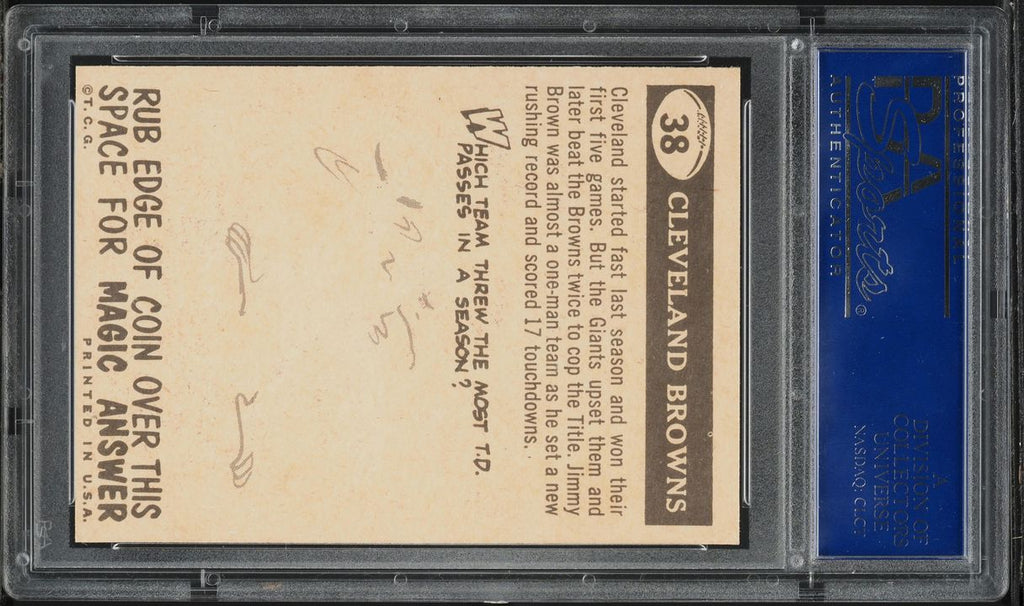 38 CLEVELAND BROWNS
Cleveland started fast last season and won their
first five games. But the Giants upset them and
later beat the Browns twice to cop the Title. Jimmy
Brown was almost a one-man team as he set a new
rushing record and scored 17 touchdowns.
WHICH TEAM THREW THE MOST T.D.
PASSES IN A SEASON?
RUB EDGE OF COIN OVER THIS
SPACE FOR MAGIC ANSWER
©T.C.G. PRINTED IN U.S.A.
PROFESSIONAL
PSA
Sports®
AUTHENTICATOR
A
DIVISION OF
COLLECTORS
UNIVERSE
NASDAQ: CLCT
PSA